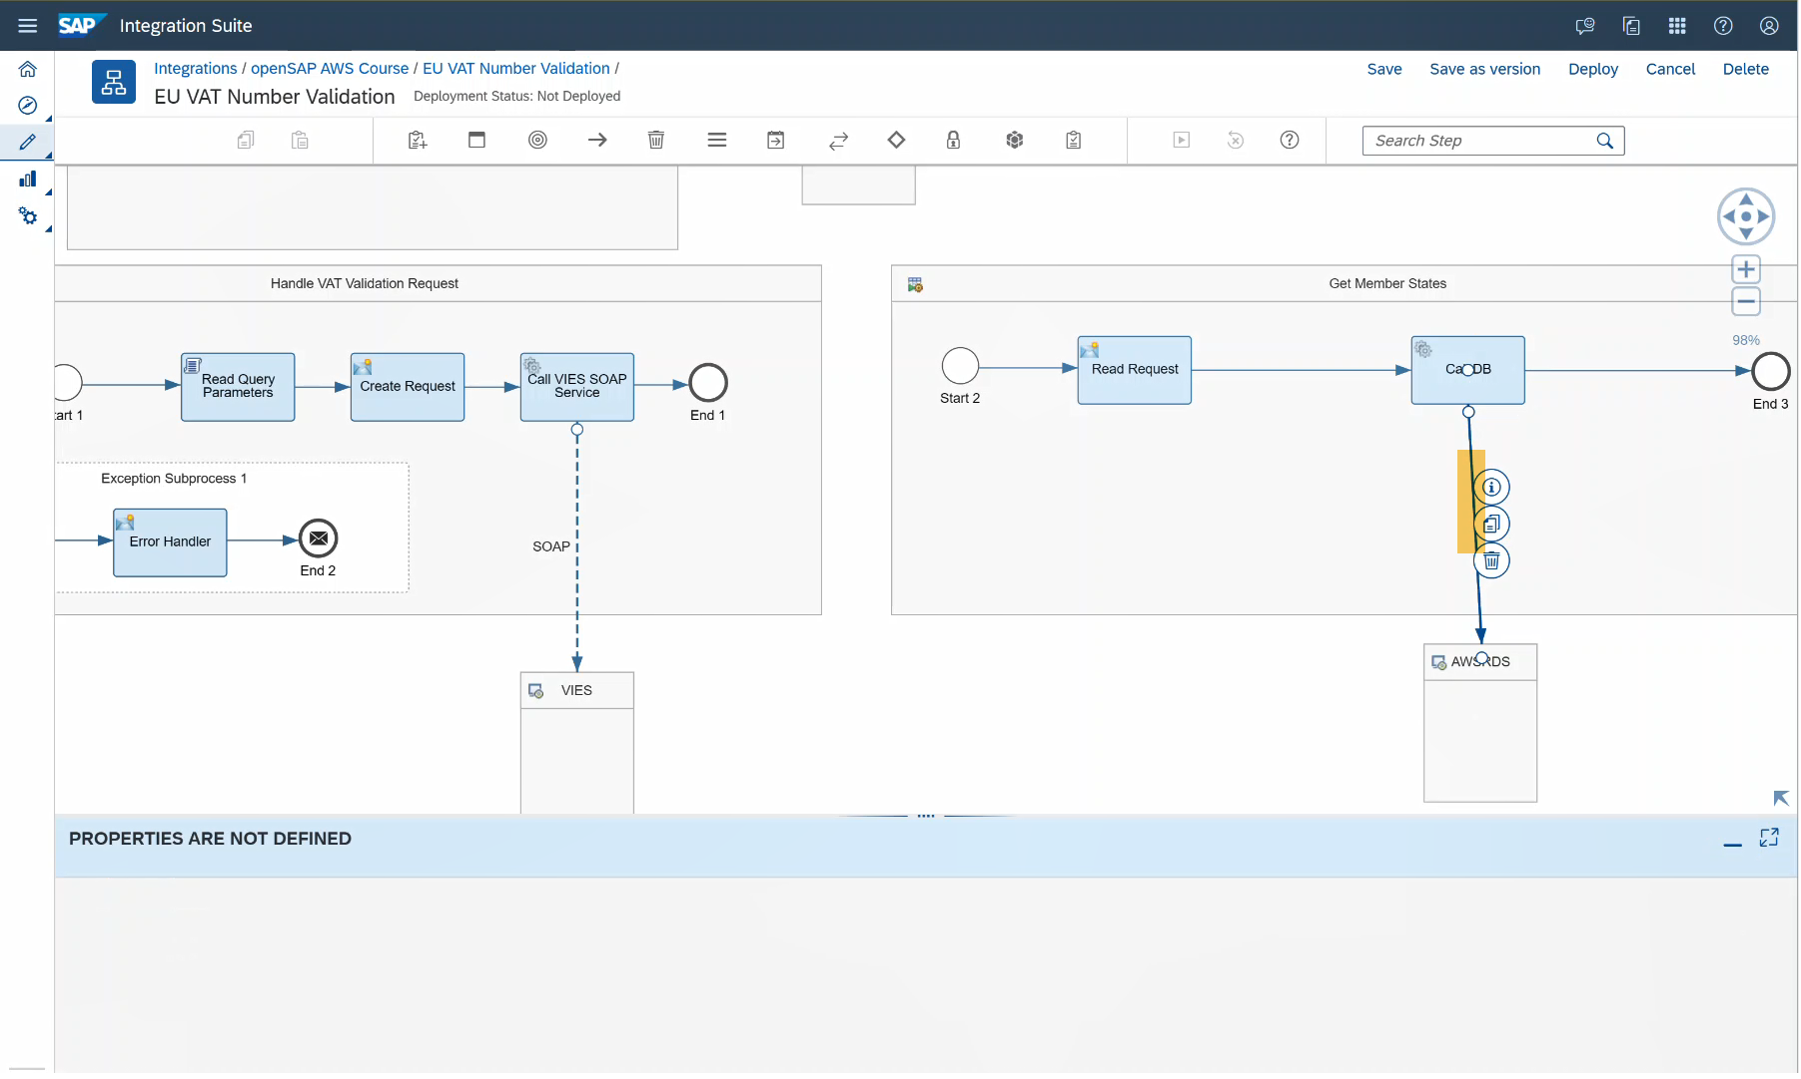 SAP Integration Suite
Integrations / openSAP AWS Course / EU VAT Number Validation /
EU VAT Number Validation Deployment Status: Not Deployed
Save Save as version Deploy Cancel Delete
Search Step
Handle VAT Validation Request
Get Member States
98%
Read Query
Parameters
Create Request
Call VIES SOAP
Service
End 1
art 1
Start 2
Read Request
Ca DB
End 3
Exception Subprocess 1
Error Handler
End 2
SOAP
VIES
AWSRDS
PROPERTIES ARE NOT DEFINED